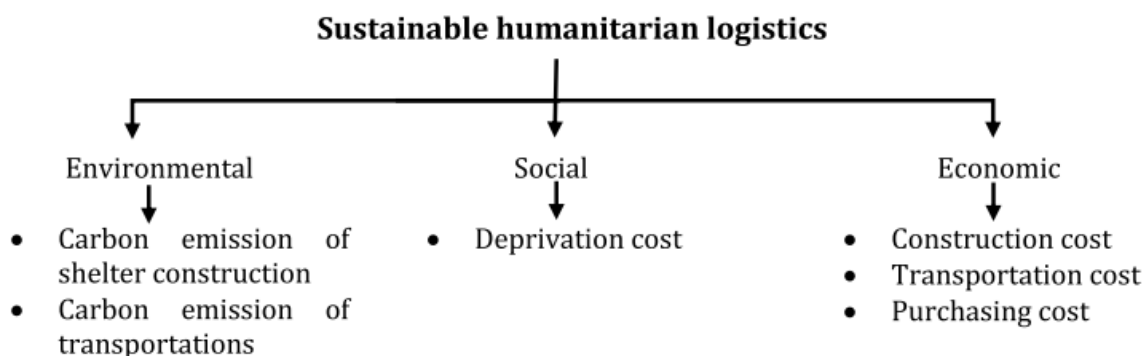 Sustainable humanitarian logistics
Environmental
Social
Economic
• Carbon emission of
shelter construction
• Carbon emission of
transportations
• Deprivation cost
• Construction cost
• Transportation cost
• Purchasing cost